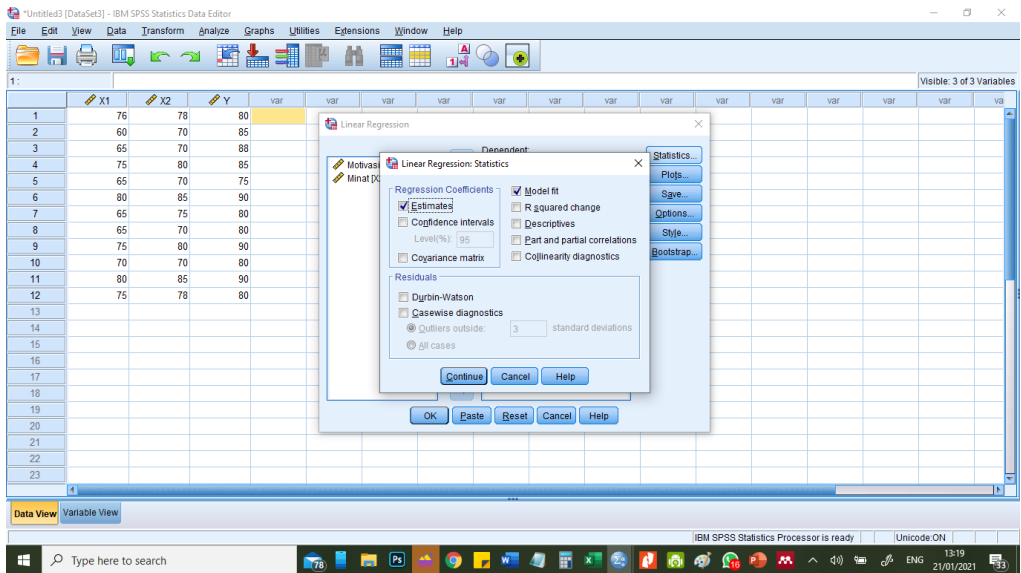 *Untitled3 [DataSet3] - IBM SPSS Statistics Data Editor
File Edit View Data Transform Analyze Graphs Utilities Extensions Window Help
1 :
Visible: 3 of 3 Variables
X1 X2 Y var var var var var var var var var var var var var va
1 76 78 80
2 60 70 85
3 65 70 88
4 75 80 85
5 65 70 75
6 80 85 90
7 65 75 80
8 65 70 80
9 75 80 90
10 70 70 80
11 80 85 90
12 75 78 80
13
14
15
16
17
18
19
20
21
22
23
Linear Regression
Dependent:
Motivasi
Minat [X
Statistics...
Plots...
Save...
Options...
Style...
Bootstrap...
Linear Regression: Statistics
Regression Coefficients
Estimates
Confidence intervals
Level(%): 95
Covariance matrix
Model fit
R squared change
Descriptives
Part and partial correlations
Collinearity diagnostics
Residuals
Durbin-Watson
Casewise diagnostics
Outliers outside: 3 standard deviations
All cases
Continue Cancel Help
OK Paste Reset Cancel Help
Data View Variable View
IBM SPSS Statistics Processor is ready Unicode:ON
Type here to search
78
Ps
16
ENG
13:19
21/01/2021
33